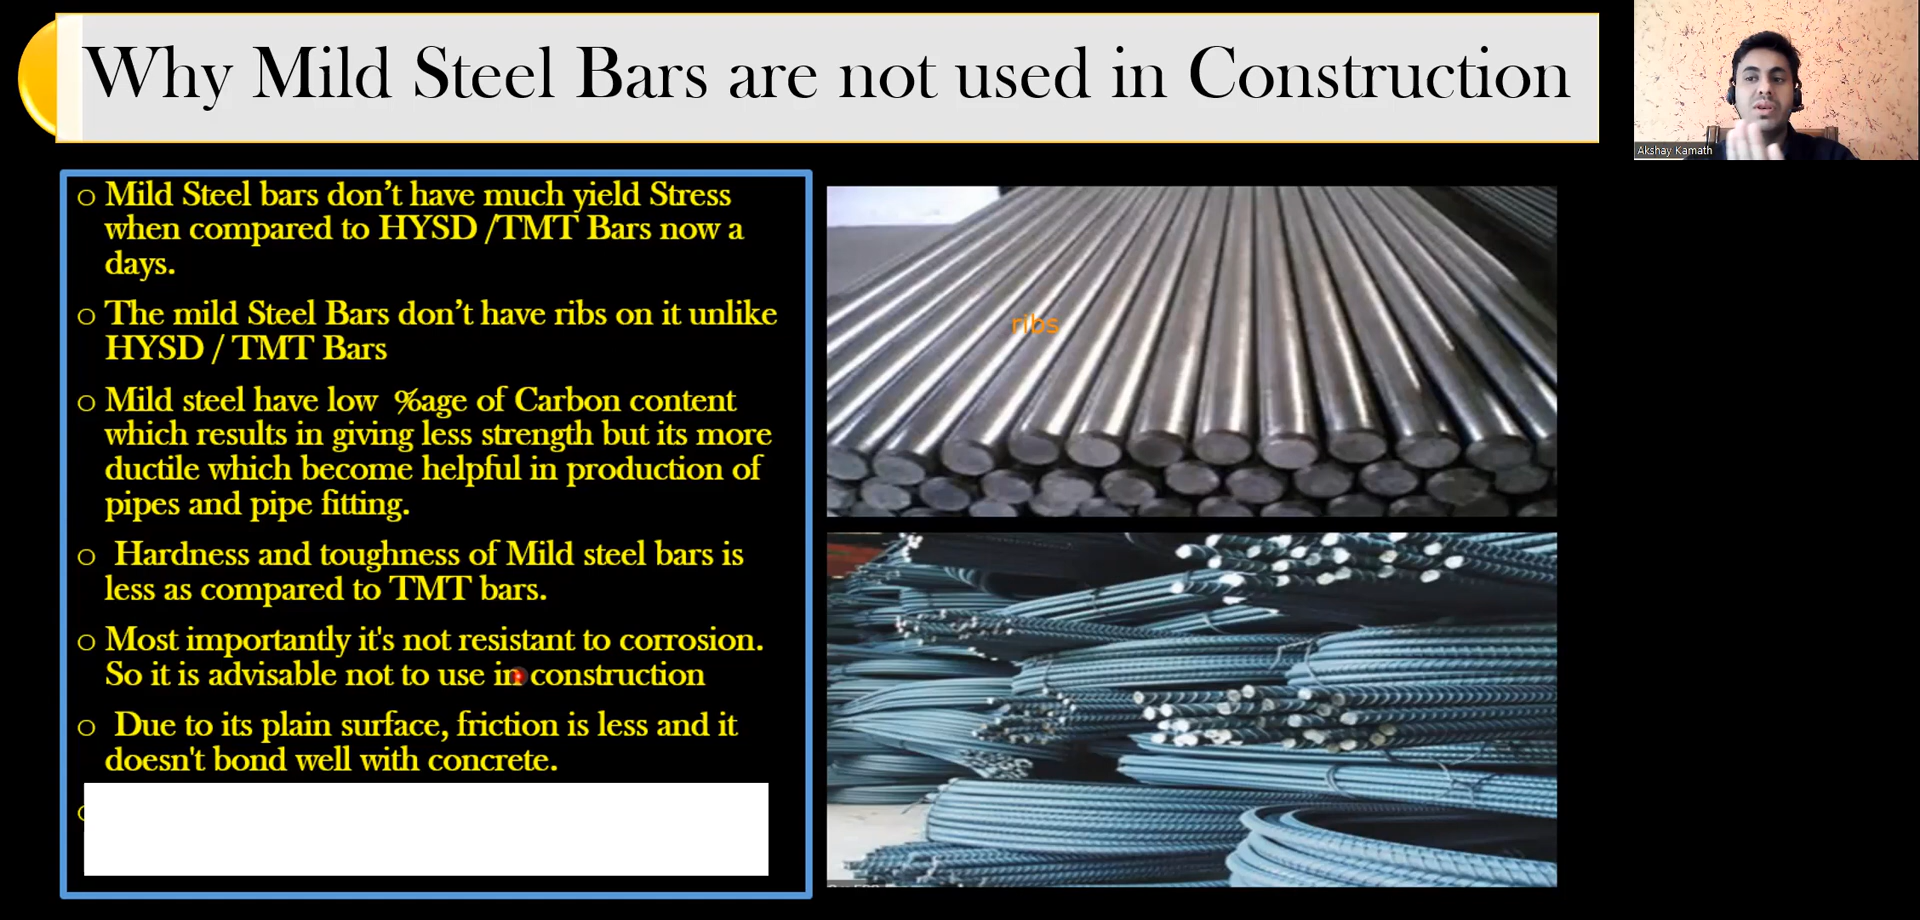 Why Mild Steel Bars are not used in Construction
Akshay Kamath
○ Mild Steel bars don’t have much yield Stress
when compared to HYSD /TMT Bars now a
days.
○ The mild Steel Bars don’t have ribs on it unlike
HYSD / TMT Bars
○ Mild steel have low %age of Carbon content
which results in giving less strength but its more
ductile which become helpful in production of
pipes and pipe fitting.
○ Hardness and toughness of Mild steel bars is
less as compared to TMT bars.
○ Most importantly it's not resistant to corrosion.
So it is advisable not to use in construction
○ Due to its plain surface, friction is less and it
doesn't bond well with concrete.
ribs